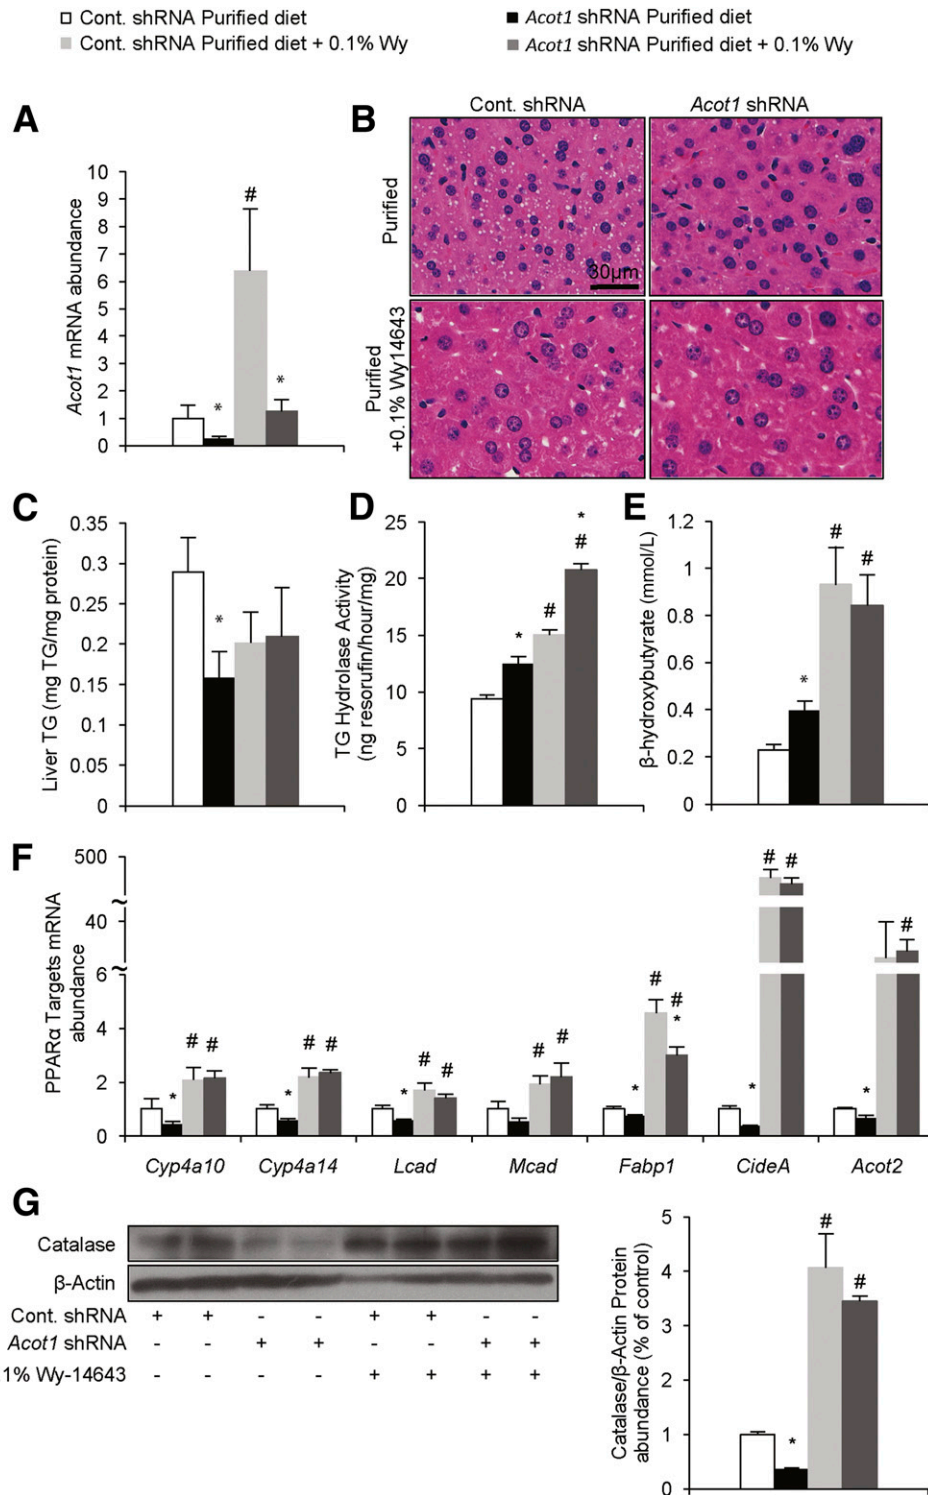 Cont. shRNA Purified diet
Acot1 shRNA Purified diet
Cont. shRNA Purified diet + 0.1% Wy
Acot1 shRNA Purified diet + 0.1% Wy
A
Acot1 mRNA abundance
10
9
8
7
6
5
4
3
2
1
0
*
#
*
B
Cont. shRNA
Acot1 shRNA
Purified
30µm
Purified
+0.1% Wy14643
C
Liver TG (mg TG/mg protein)
0.35
0.3
0.25
0.2
0.15
0.1
0.05
0
*
D
TG Hydrolase Activity
(ng resorufin/hour/mg)
25
20
15
10
5
0
*
#
*
#
E
β-hydroxybutyrate (mmol/L)
1.2
1
0.8
0.6
0.4
0.2
0
*
#
#
F
PPARα Targets mRNA
abundance
500
~
40
~
6
4
2
0
* # #
* # #
* # #
# #
* # # *
* # #
* #
Cyp4a10 Cyp4a14 Lcad Mcad Fabp1 CideA Acot2
G
Catalase
β-Actin
Cont. shRNA + + - - + + - -
Acot1 shRNA - - + + - - + +
1% Wy-14643 - - - - + + + +
Catalase/β-Actin Protein
abundance (% of control)
5
4
3
2
1
0
*
#
#